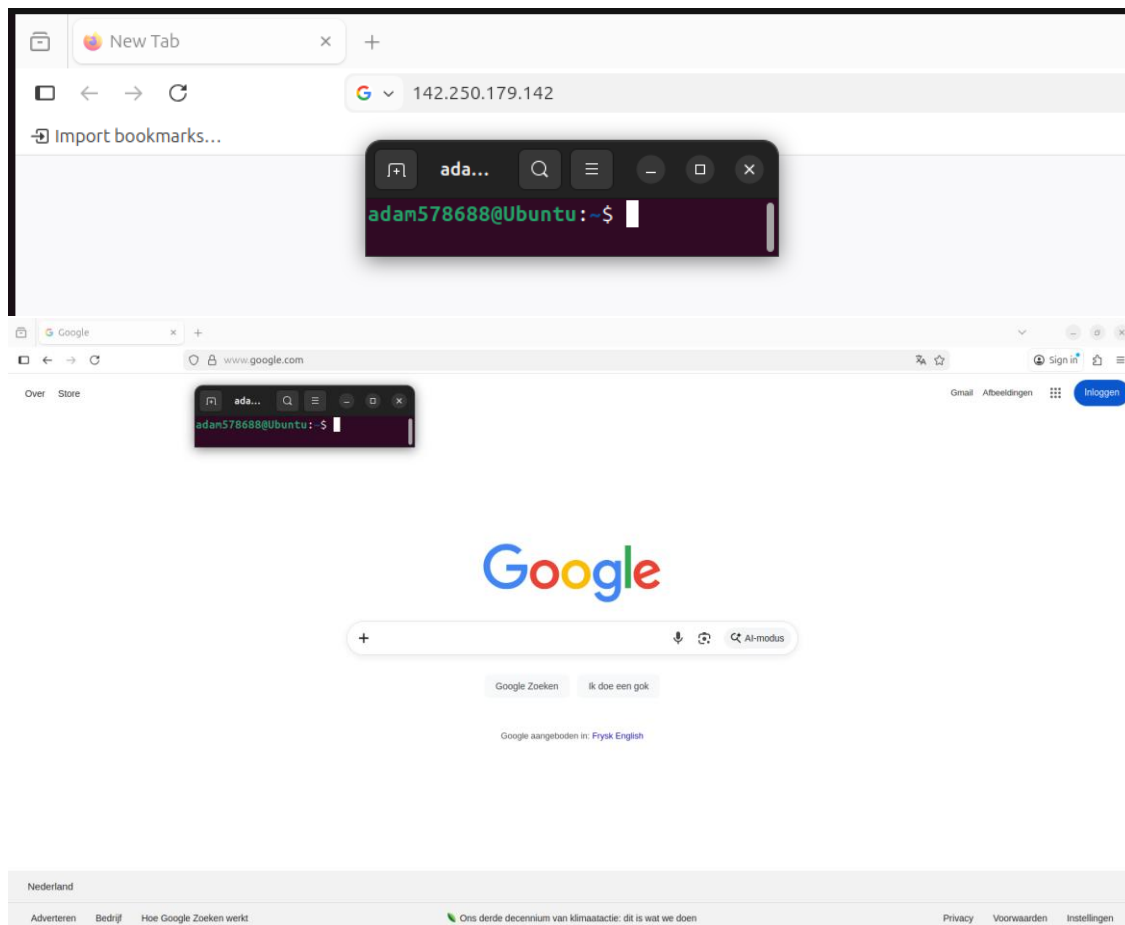 New Tab
142.250.179.142
Import bookmarks...
ada...
adam578688@Ubuntu:~$
Google
www.google.com
Sign in
Over Store
Gmail Afbeeldingen
Inloggen
ada...
adam578688@Ubuntu:~$
Google
AI-modus
Google Zoeken Ik doe een gok
Google aangeboden in: Frysk English
Nederland
Adverteren Bedrijf Hoe Google Zoeken werkt Ons derde decennium van klimaatactie: dit is wat we doen Privacy Voorwaarden Instellingen